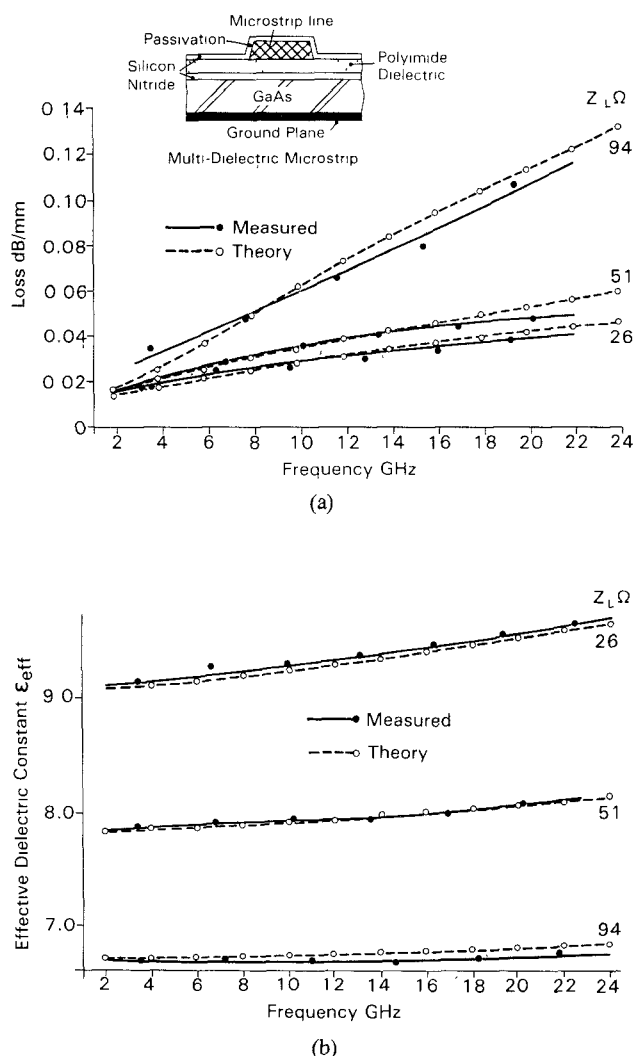 Microstrip line
Passivation
Polyimide
Dielectric
Silicon
Nitride
GaAs
Ground Plane
Multi-Dielectric Microstrip
Z L Ω
94
51
26
Measured
Theory
Loss dB/mm
0 14
0.12
0.10
0.08
0.06
0 04
0 02
0
2 4 6 8 10 12 14 16 18 20 22 24
Frequency GHz
(a)
Z L Ω
26
51
94
Measured
Theory
Effective Dielectric Constant εeff
9 0
8.0
7.0
2 4 6 8 10 12 14 16 18 20 22 24
Frequency GHz
(b)